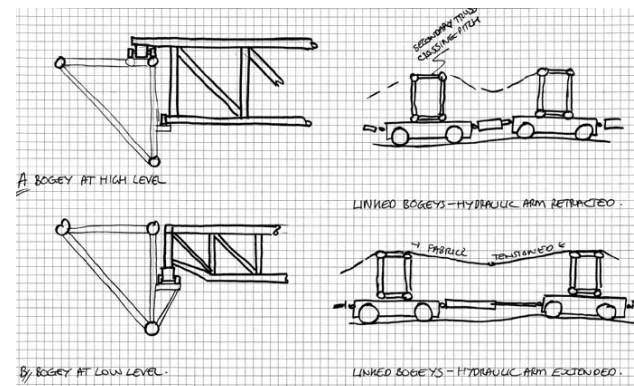 SECONDARY TRUSS
CLOSSING PITCH
A BOGEY AT HIGH LEVEL
LINKED BOGEYS - HYDRAULIC ARM RETRACTED.
FABRIC TENSIONED
B/ BOGEY AT LOW LEVEL.
LINKED BOGEYS - HYDRAULIC ARM EXTENDED.